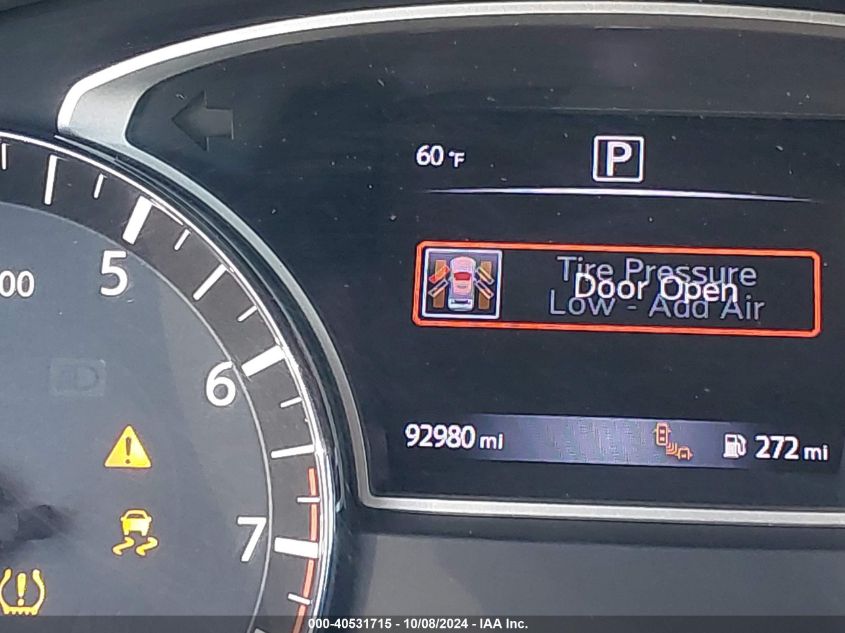 60 °F P
Tire Pressure
Door Open
Low - Add Air
00 5
6
92980 mi 272 mi
7
000-40531715 - 10/08/2024 - IAA Inc.